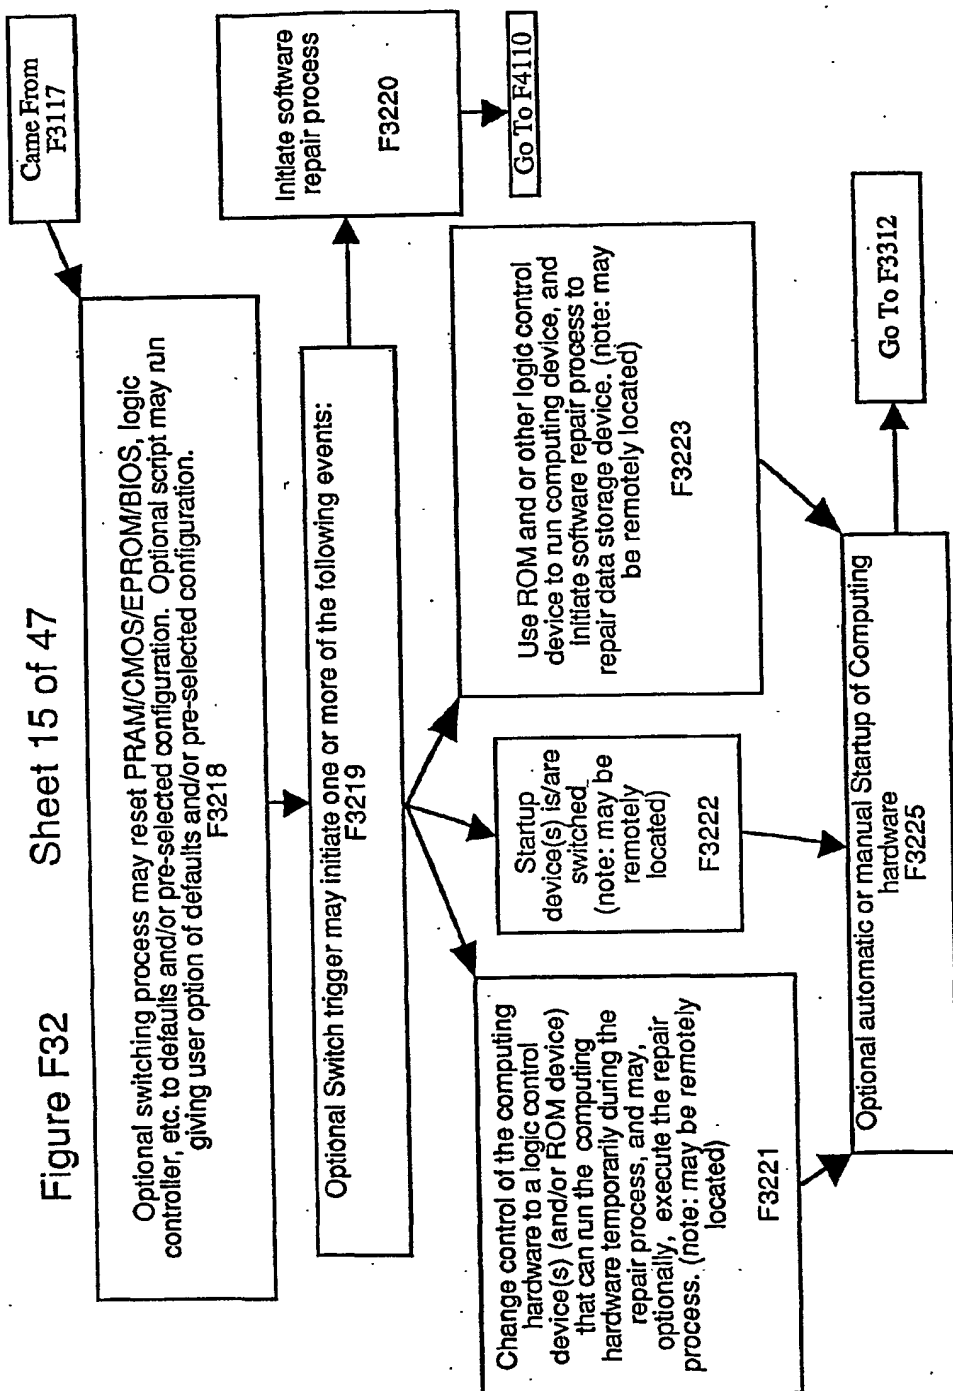 Figure F32
Sheet 15 of 47
Came From
F3117
Optional switching process may reset PRAM/CMOS/EPROM/BIOS, logic
controller, etc. to defaults and/or pre-selected configuration. Optional script may run
giving user option of defaults and/or pre-selected configuration.
F3218
Optional Switch trigger may initiate one or more of the following events:
F3219
Initiate software
repair process
F3220
Go To F4110
Change control of the computing
hardware to a logic control
device(s) (and/or ROM device)
that can run the computing
hardware temporarily during the
repair process, and may,
optionally, execute the repair
process. (note: may be remotely
located)
F3221
Startup
device(s) is/are
switched
(note: may be
remotely
located)
F3222
Use ROM and or other logic control
device to run computing device, and
initiate software repair process to
repair data storage device. (note: may
be remotely located)
F3223
Optional automatic or manual Startup of Computing
hardware
F3225
Go To F3312